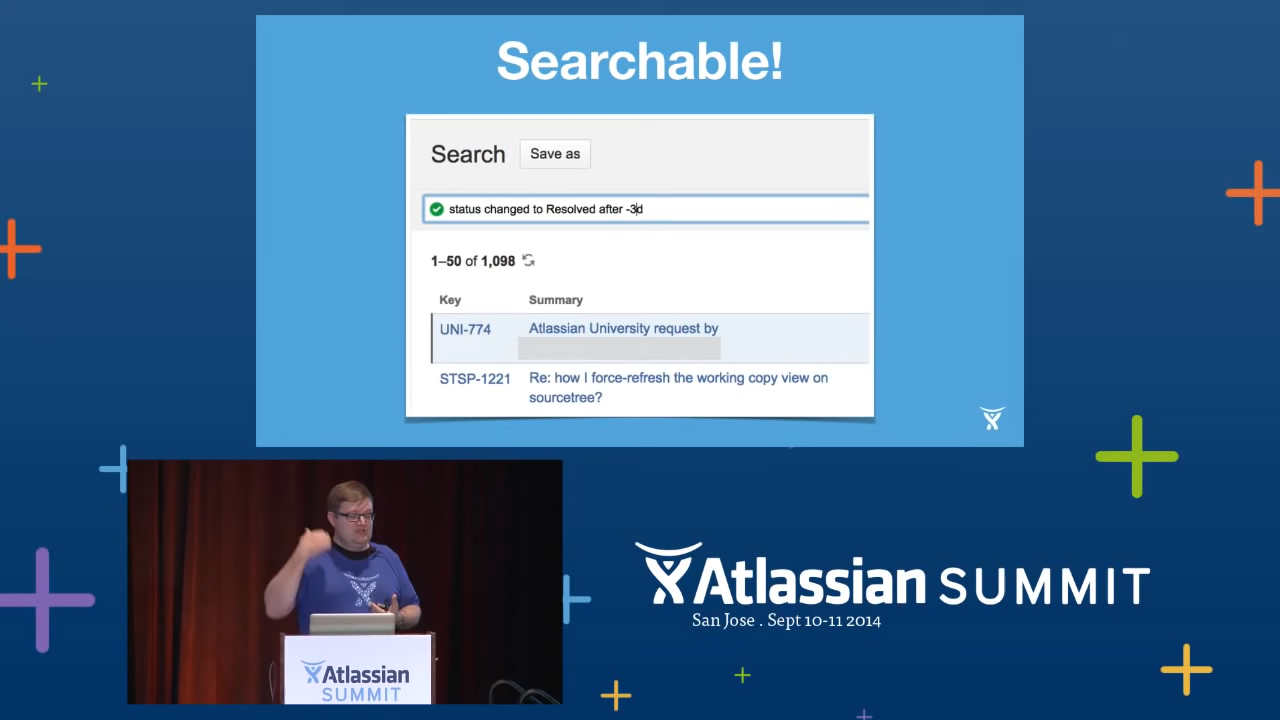 Searchable!
Search
Save as
status changed to Resolved after -3d
1–50 of 1,098
Key Summary
UNI-774 Atlassian University request by
STSP-1221 Re: how I force-refresh the working copy view on
sourcetree?
Atlassian SUMMIT
San Jose . Sept 10-11 2014
Atlassian
SUMMIT